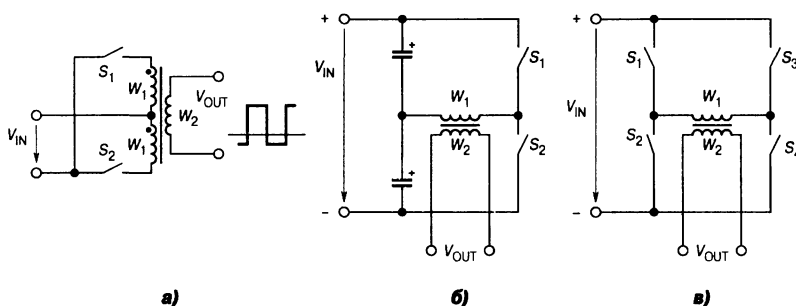 S1
W1
VIN
W1
S2
VOUT
W2
а)
+
VIN
+
S1
W1
W2
S2
+
–
VOUT
б)
+
VIN
S1
S3
W1
S2
W2
–
VOUT
в)